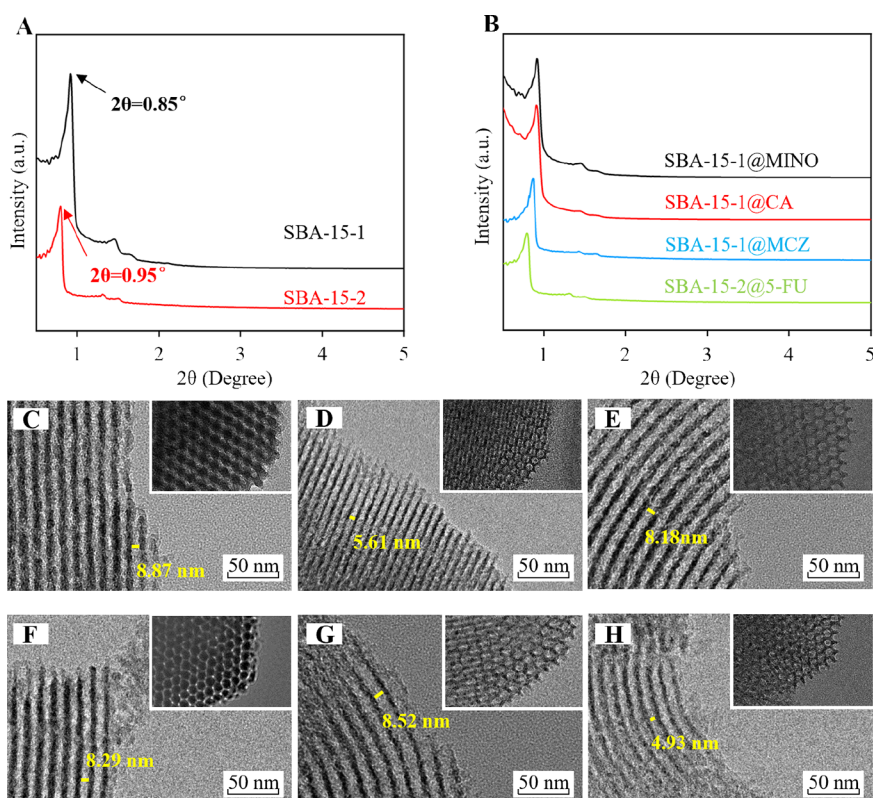 A
Intensity (a.u.)
2θ=0.85°
SBA-15-1
2θ=0.95°
SBA-15-2
1 2 3 4 5
2θ (Degree)
B
Intensity (a.u.)
SBA-15-1@MINO
SBA-15-1@CA
SBA-15-1@MCZ
SBA-15-2@5-FU
1 2 3 4 5
2θ (Degree)
C
8.87 nm
50 nm
D
5.61 nm
50 nm
E
8.18nm
50 nm
F
8.29 nm
50 nm
G
8.52 nm
50 nm
H
4.93 nm
50 nm